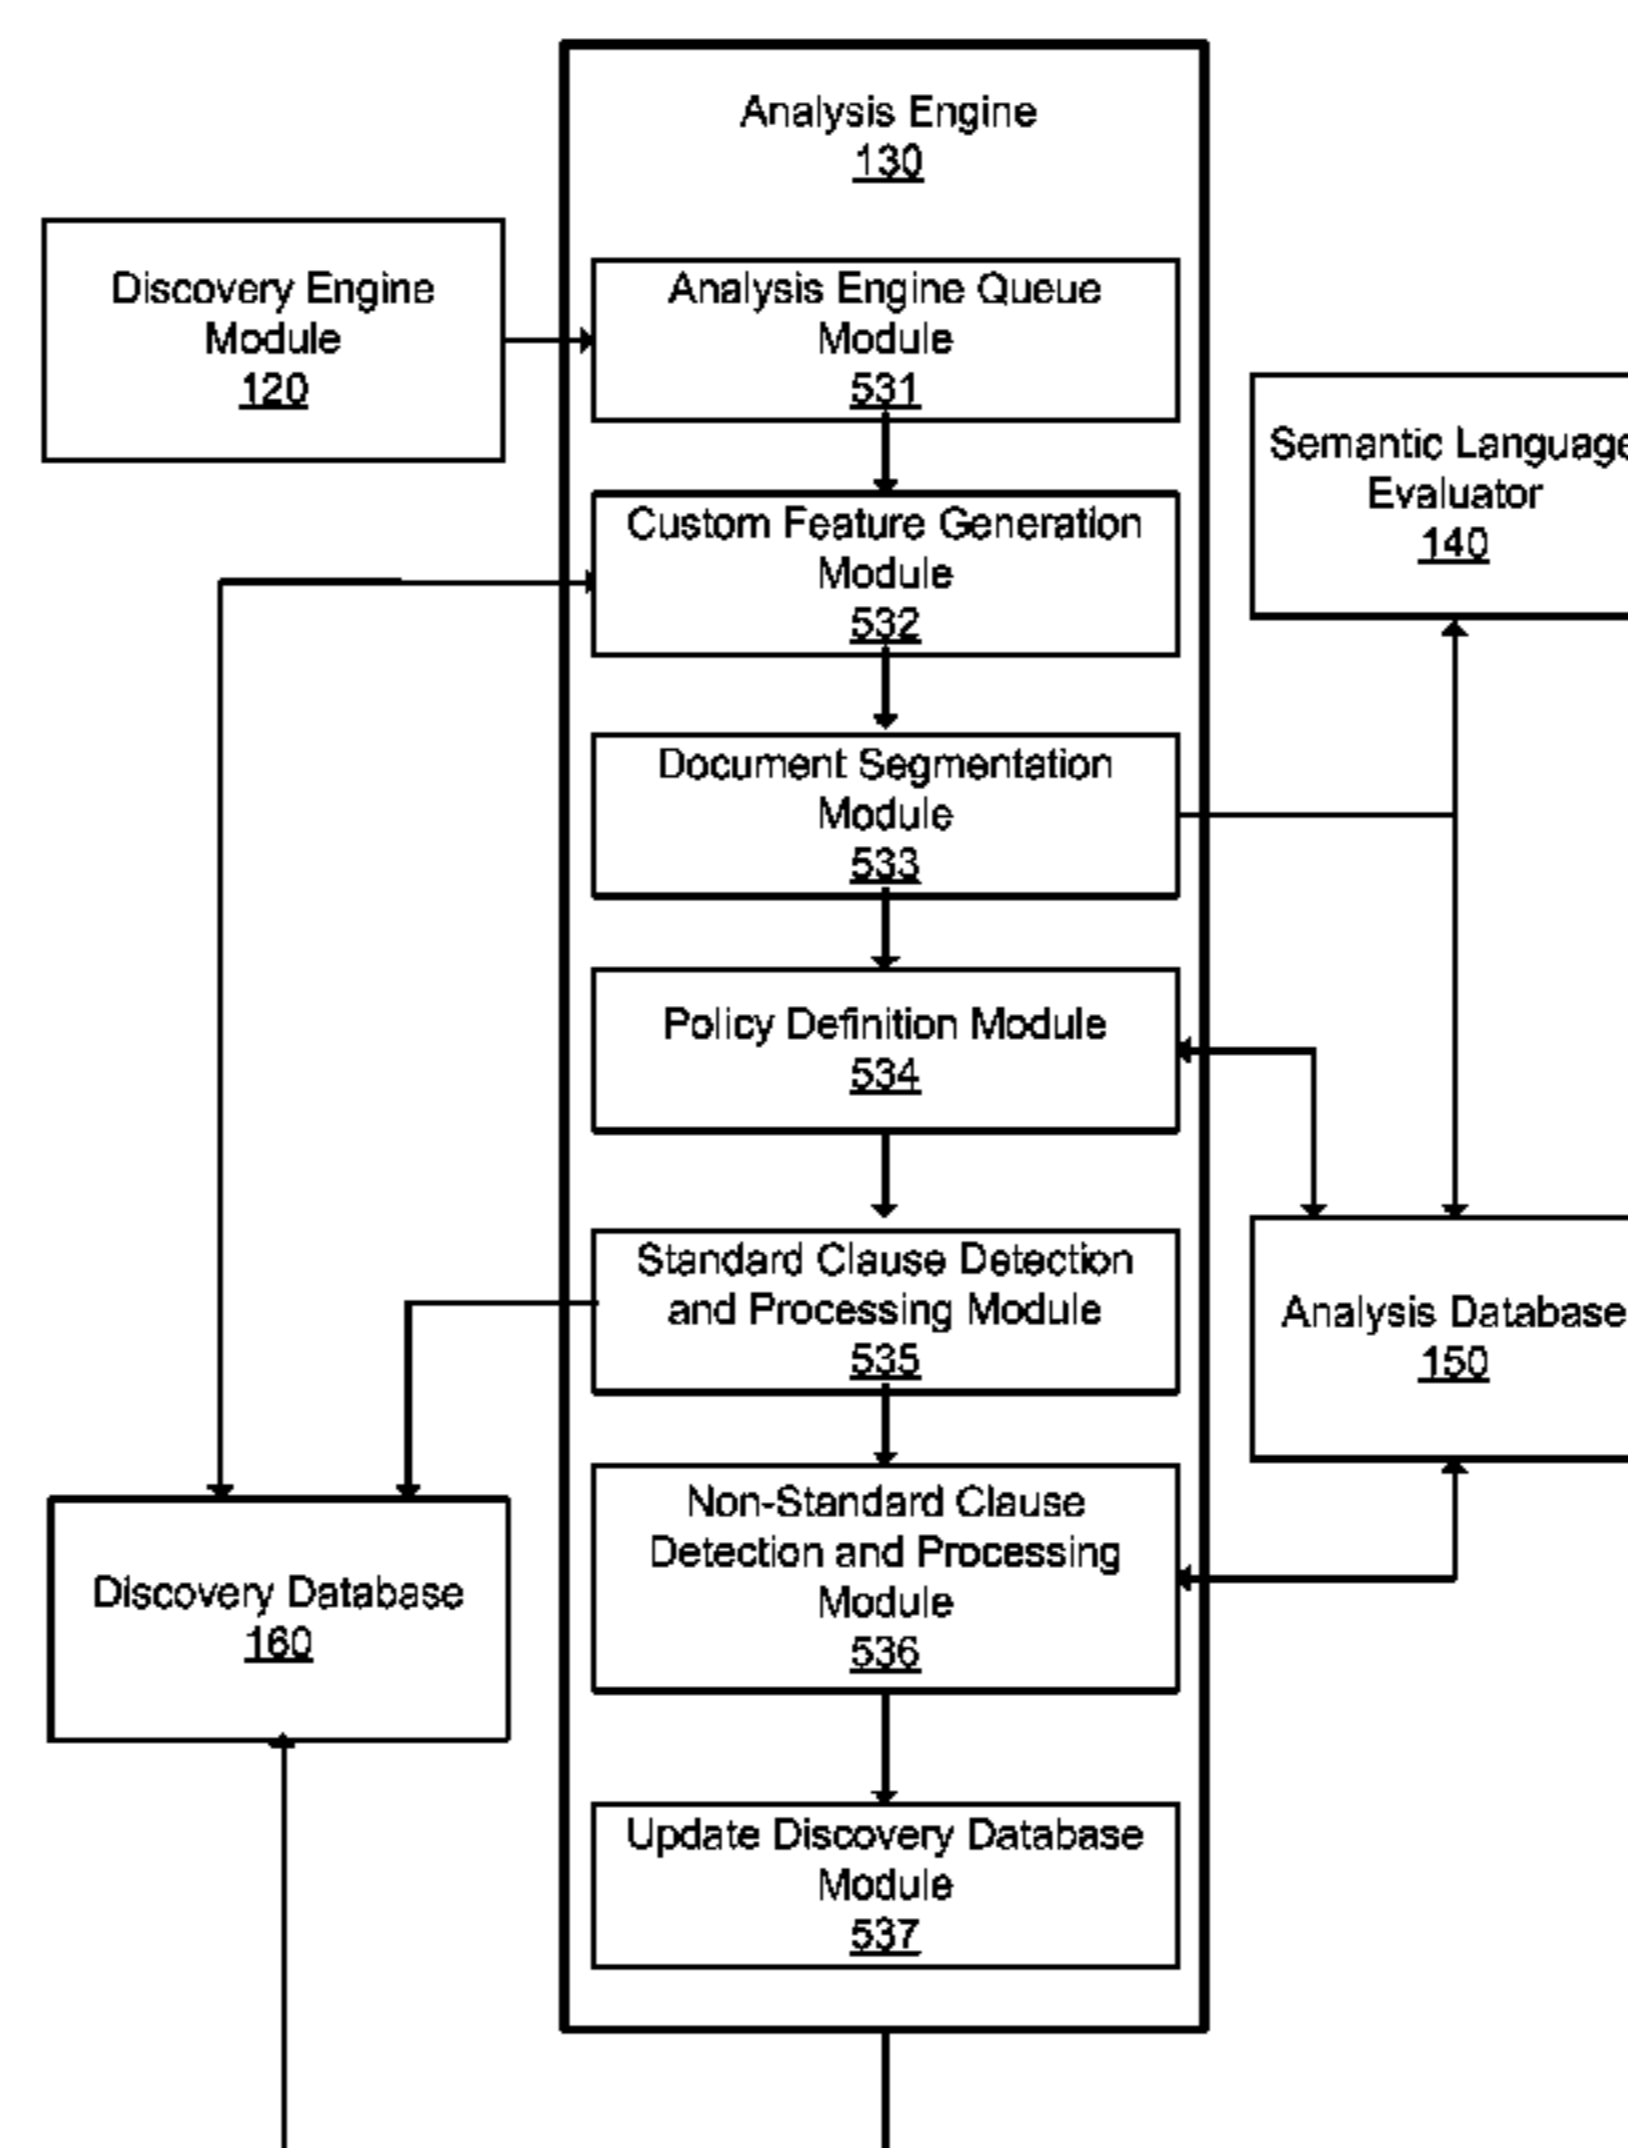 Analysis Engine
130
Discovery Engine
Module
120
Analysis Engine Queue
Module
531
Semantic Language
Evaluator
140
Custom Feature Generation
Module
532
Document Segmentation
Module
533
Policy Definition Module
534
Standard Clause Detection
and Processing Module
535
Analysis Database
150
Non-Standard Clause
Detection and Processing
Module
536
Discovery Database
160
Update Discovery Database
Module
537